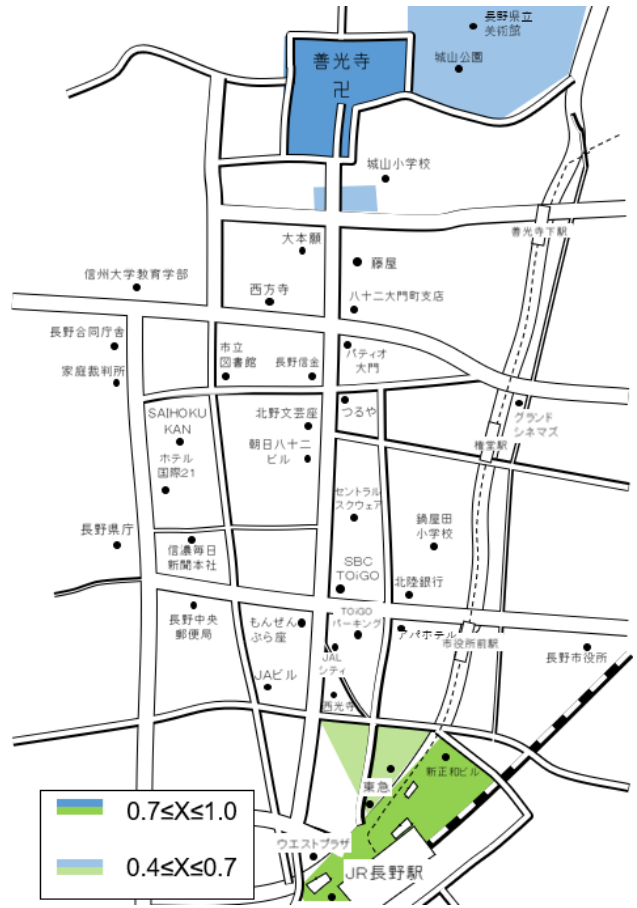 長野県立
美術館
善光寺
卍
城山公園
城山小学校
善光寺下駅
大本願
藤屋
信州大学教育学部
西方寺
八十二大門町支店
長野合同庁舎
市立
図書館
長野信金
パティオ
大門
家庭裁判所
SAIHOKU
KAN
北野文芸座
つるや
グランド
シネマズ
朝日八十二
ビル
権堂駅
ホテル
国際21
セントラル
スクウェア
鍋屋田
小学校
長野県庁
信濃毎日
新聞本社
SBC
TOiGO
北陸銀行
長野中央
郵便局
もんぜん
ぷら座
TOiGO
パーキング
アパホテル
市役所前駅
長野市役所
JAL
シティ
JAビル
西光寺
東急
新正和ビル
0.7≤X≤1.0
0.4≤X≤0.7
ウエストプラザ
JR長野駅